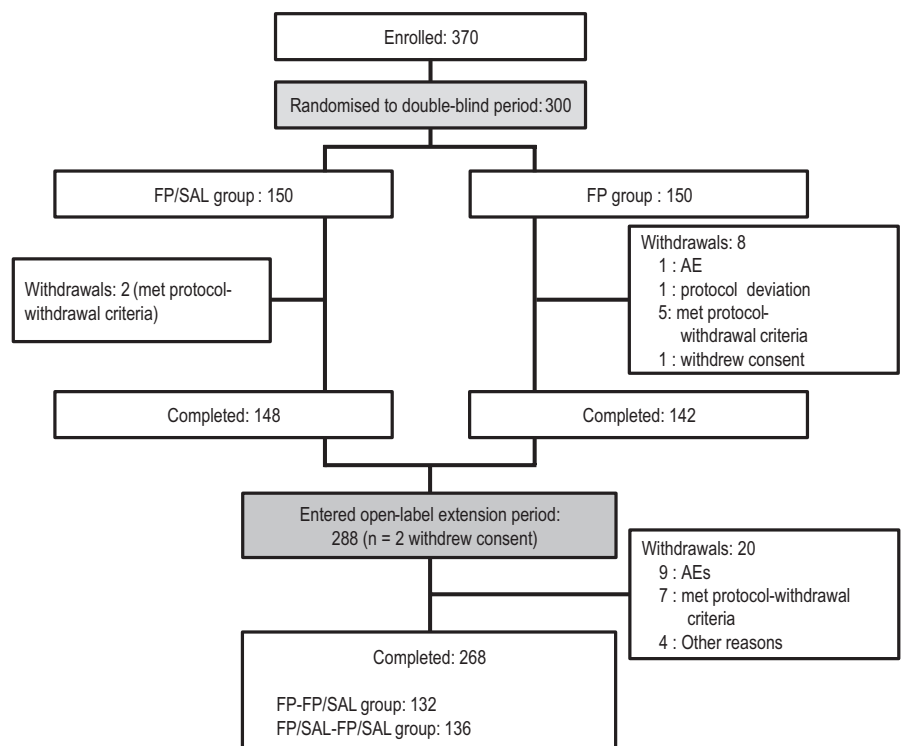 Enrolled: 370
Randomised to double-blind period: 300
FP/SAL group : 150
FP group : 150
Withdrawals: 2 (met protocol-
withdrawal criteria)
Withdrawals: 8
1 : AE
1 : protocol deviation
5: met protocol-
withdrawal criteria
1 : withdrew consent
Completed: 148
Completed: 142
Entered open-label extension period:
288 (n = 2 withdrew consent)
Withdrawals: 20
9 : AEs
7 : met protocol-withdrawal
criteria
4 : Other reasons
Completed: 268
FP-FP/SAL group: 132
FP/SAL-FP/SAL group: 136